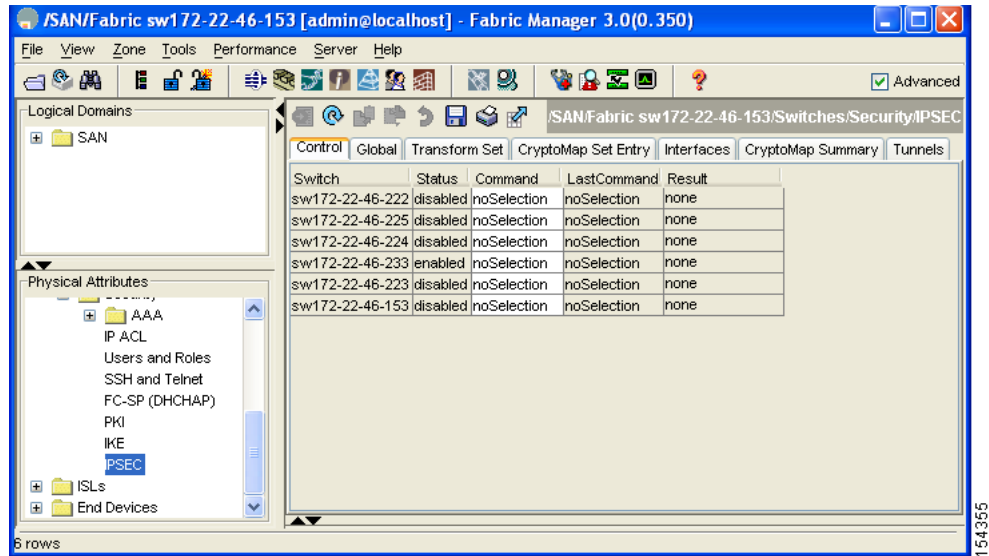 /SAN/Fabric sw172-22-46-153 [admin@localhost] - Fabric Manager 3.0(0.350)
File View Zone Tools Performance Server Help
Advanced
Logical Domains
SAN
/SAN/Fabric sw172-22-46-153/Switches/Security/IPSEC
Control Global Transform Set CryptoMap Set Entry Interfaces CryptoMap Summary Tunnels
Switch Status Command LastCommand Result
sw172-22-46-222 disabled noSelection noSelection none
sw172-22-46-225 disabled noSelection noSelection none
sw172-22-46-224 disabled noSelection noSelection none
sw172-22-46-233 enabled noSelection noSelection none
sw172-22-46-223 disabled noSelection noSelection none
sw172-22-46-153 disabled noSelection noSelection none
Physical Attributes
Security
AAA
IP ACL
Users and Roles
SSH and Telnet
FC-SP (DHCHAP)
PKI
IKE
IPSEC
ISLs
End Devices
6 rows
154355